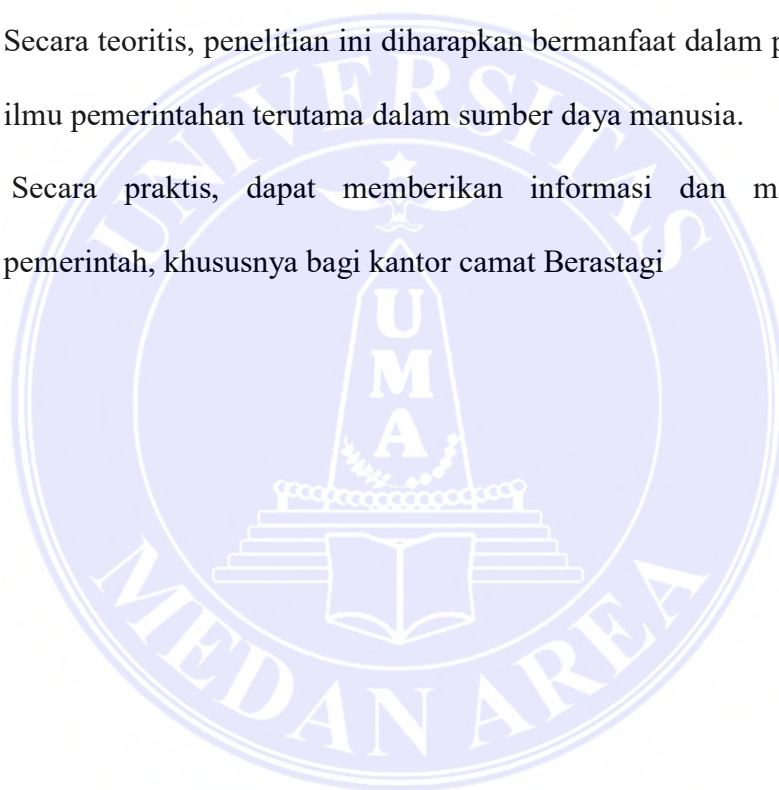 Secara teoritis, penelitian ini diharapkan bermanfaat dalam
ilmu pemerintahan terutama dalam sumber daya manusia.
Secara praktis, dapat memberikan informasi dan
pemerintah, khususnya bagi kantor camat Berastagi
UNIVERSITAS
U
M
A
MEDAN AREA